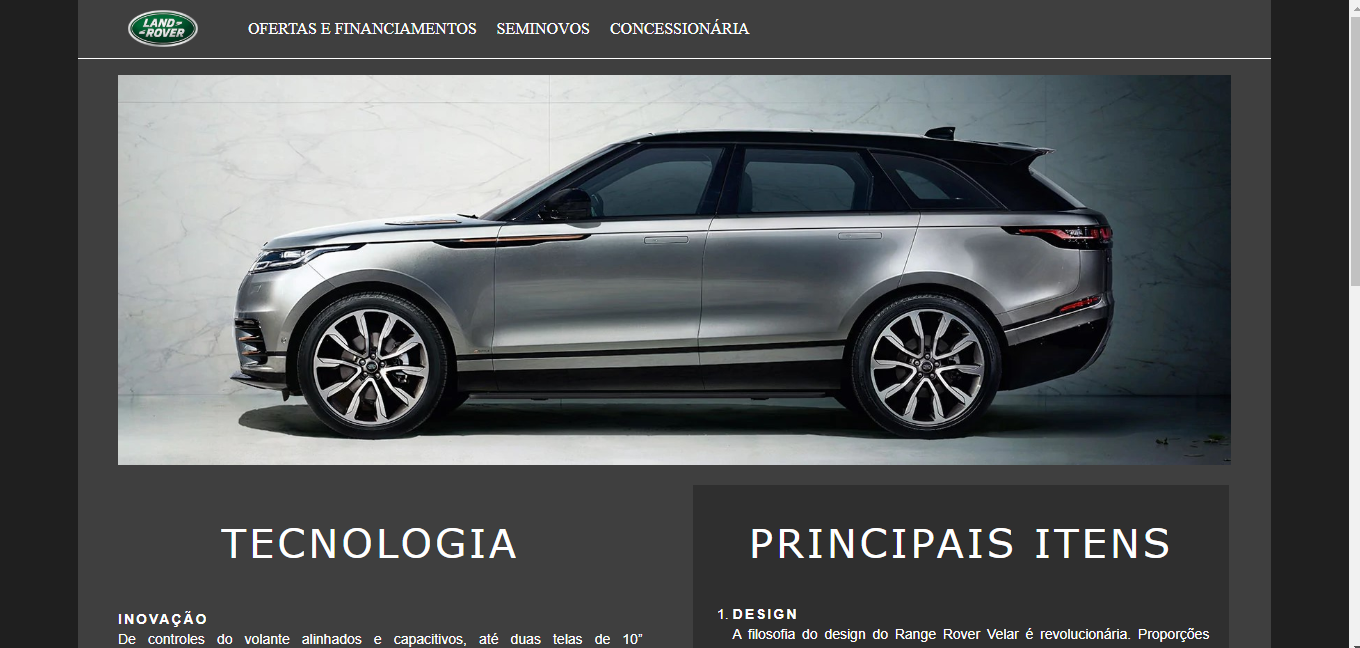 LAND-
-ROVER
OFERTAS E FINANCIAMENTOS SEMINOVOS CONCESSIONÁRIA
TECNOLOGIA
INOVAÇÃO
De controles do volante alinhados e capacitivos, até duas telas de 10”
PRINCIPAIS ITENS
1. DESIGN
A filosofia do design do Range Rover Velar é revolucionária. Proporções